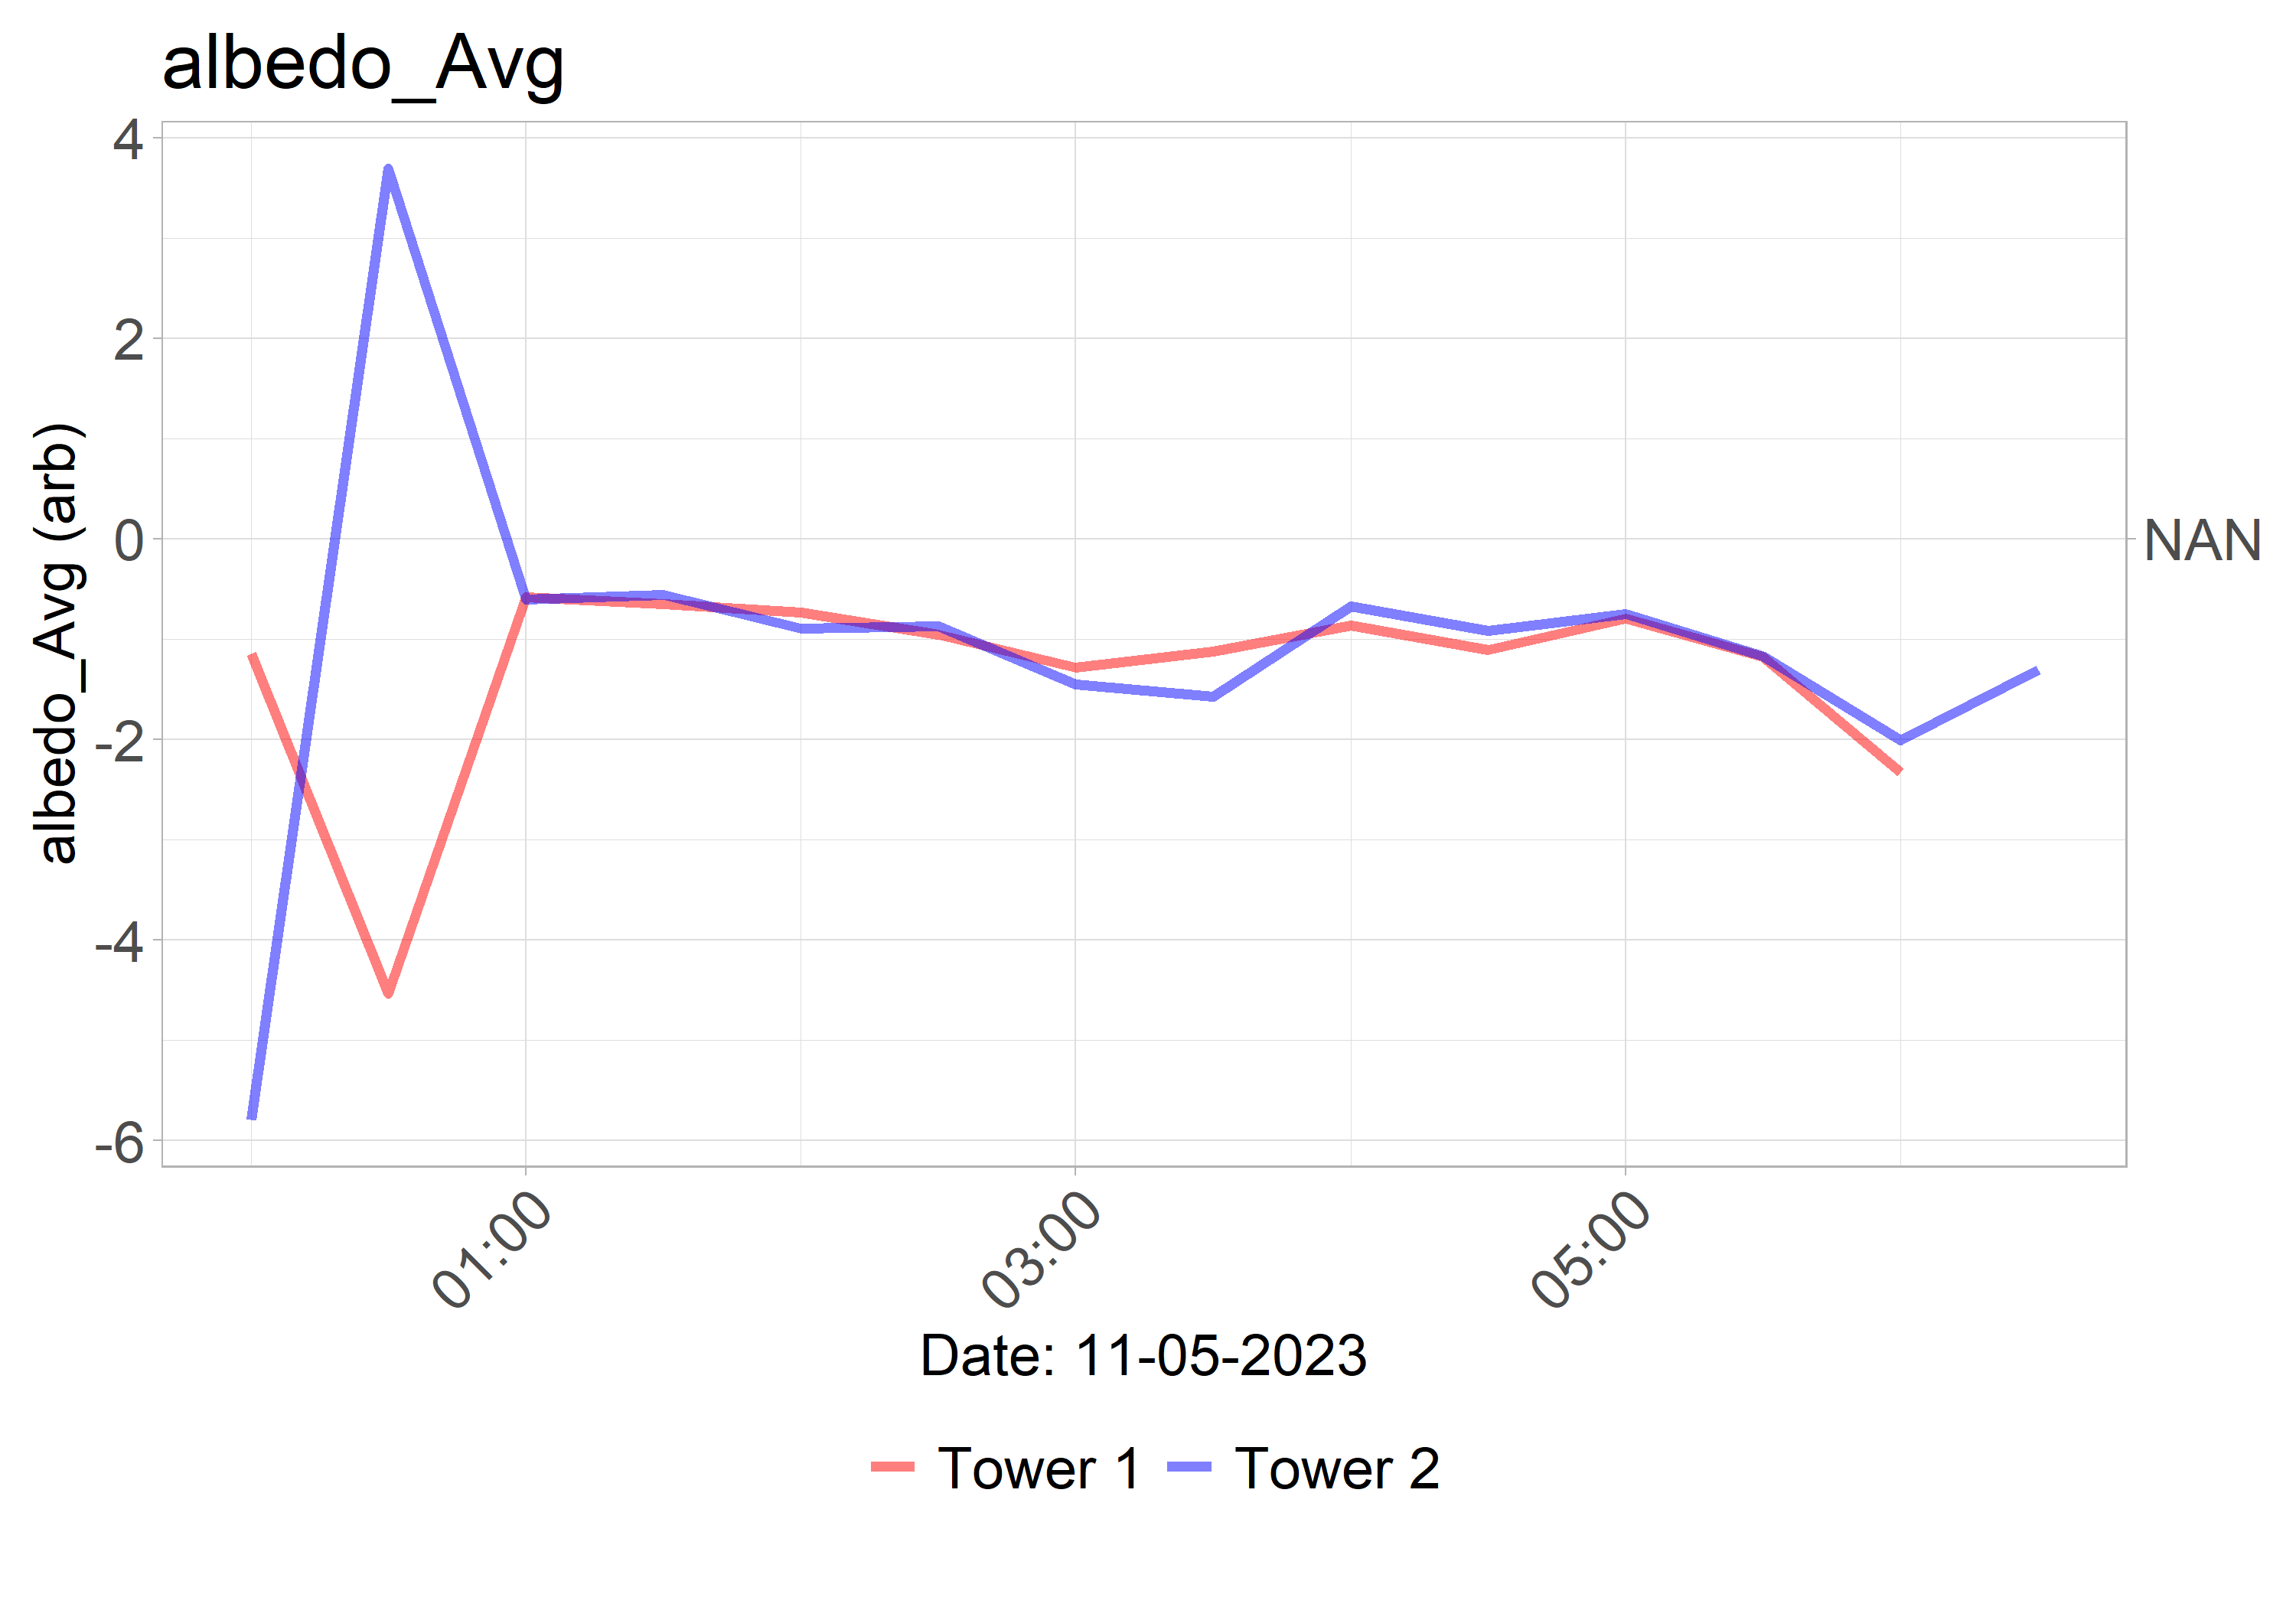 albedo_Avg
albedo_Avg (arb)
4
2
0
-2
-4
-6
NAN
01:00
03:00
05:00
Date: 11-05-2023
Tower 1
Tower 2